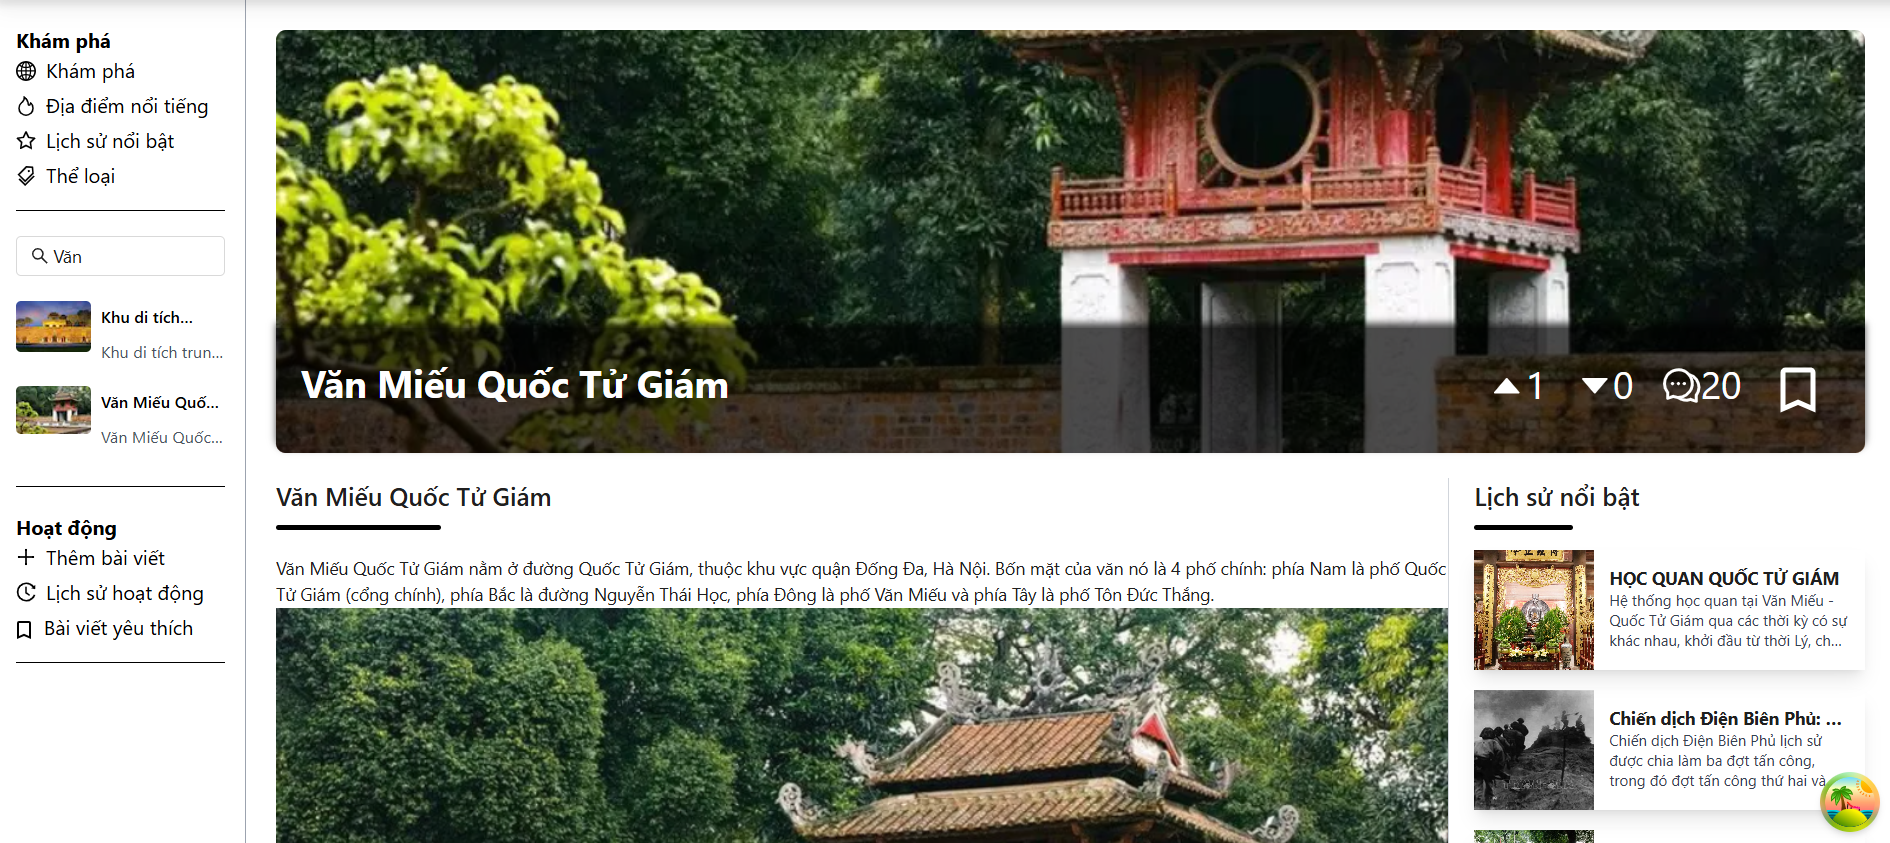 Khám phá
Khám phá
Địa điểm nổi tiếng
Lịch sử nổi bật
Thể loại
Văn
Khu di tích...
Khu di tích trun...
Văn Miếu Quố...
Văn Miếu Quốc...
Hoạt động
Thêm bài viết
Lịch sử hoạt động
Bài viết yêu thích
Văn Miếu Quốc Tử Giám
1 0 20
Văn Miếu Quốc Tử Giám
Văn Miếu Quốc Tử Giám nằm ở đường Quốc Tử Giám, thuộc khu vực quận Đống Đa, Hà Nội. Bốn mặt của văn nó là 4 phố chính: phía Nam là phố Quốc
Tử Giám (cổng chính), phía Bắc là đường Nguyễn Thái Học, phía Đông là phố Văn Miếu và phía Tây là phố Tôn Đức Thắng.
Lịch sử nổi bật
HỌC QUAN QUỐC TỬ GIÁM
Hệ thống học quan tại Văn Miếu -
Quốc Tử Giám qua các thời kỳ có sự
khác nhau, khởi đầu từ thời Lý, ch...
Chiến dịch Điện Biên Phủ: ...
Chiến dịch Điện Biên Phủ lịch sử
được chia làm ba đợt tấn công,
trong đó đợt tấn công thứ hai và